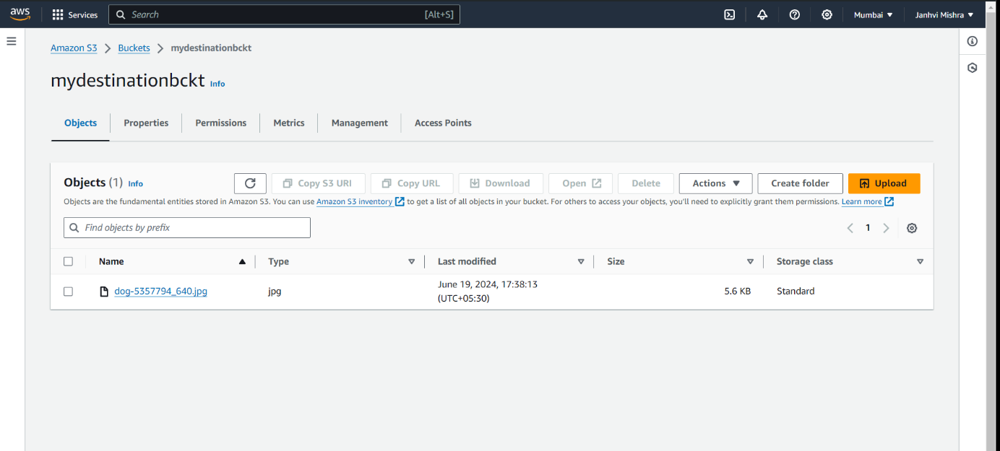 aws Services Search [Alt+S] Mumbai Janhvi Mishra
Amazon S3 Buckets mydestinationbckt
mydestinationbckt Info
Objects Properties Permissions Metrics Management Access Points
Objects (1) Info Copy S3 URI Copy URL Download Open Delete Actions Create folder Upload
Objects are the fundamental entities stored in Amazon S3. You can use Amazon S3 inventory to get a list of all objects in your bucket. For others to access your objects, you'll need to explicitly grant them permissions. Learn more
Find objects by prefix 1
Name Type Last modified Size Storage class
dog-5357794_640.jpg jpg June 19, 2024, 17:38:13 5.6 KB Standard
(UTC+05:30)